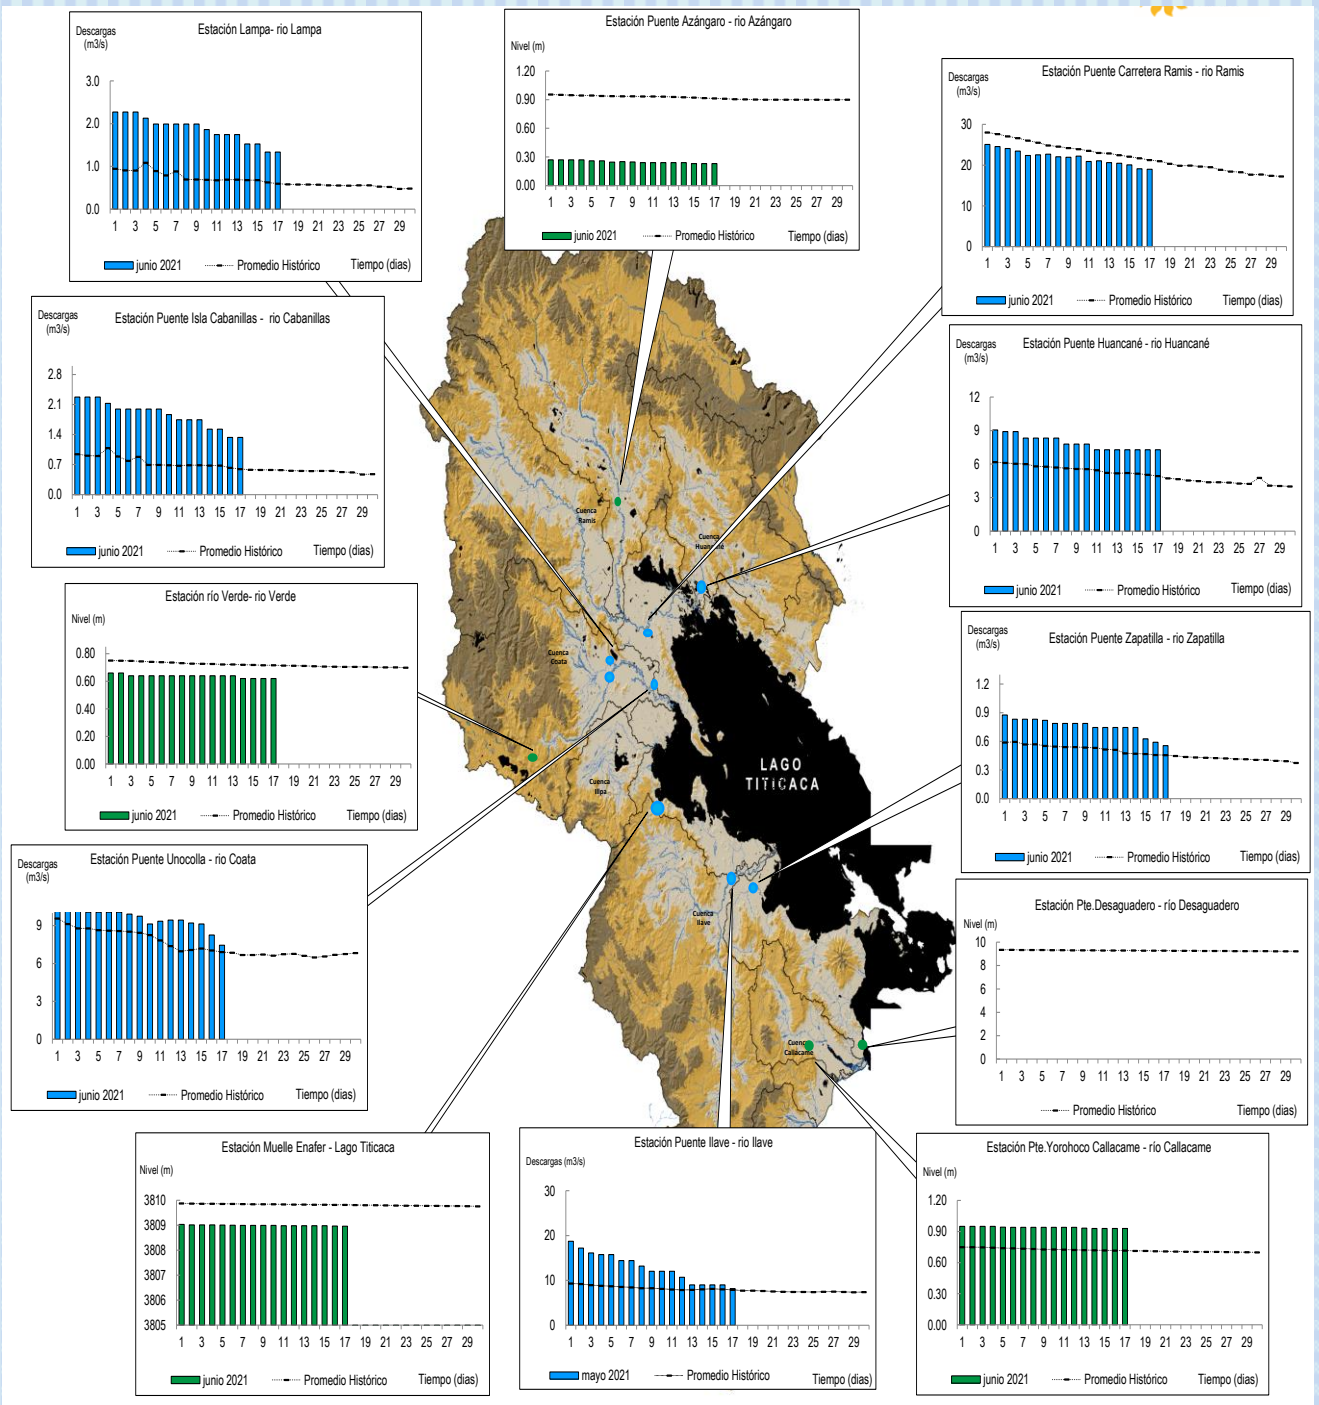 Estación Lampa- rio Lampa
Descargas
(m3/s)
3.0
2.0
1.0
0.0
1 3 5 7 9 11 13 15 17 19 21 23 25 27 29
junio 2021 Promedio Histórico Tiempo (dias)
Estación Puente Azángaro - rio Azángaro
Nivel (m)
1.20
0.90
0.60
0.30
0.00
1 3 5 7 9 11 13 15 17 19 21 23 25 27 29
junio 2021 Promedio Histórico Tiempo (dias)
Estación Puente Carretera Ramis - rio Ramis
Descargas
(m3/s)
30
20
10
0
1 3 5 7 9 11 13 15 17 19 21 23 25 27 29
junio 2021 Promedio Histórico Tiempo (dias)
Estación Puente Isla Cabanillas - rio Cabanillas
Descargas
(m3/s)
2.8
2.1
1.4
0.7
0.0
1 3 5 7 9 11 13 15 17 19 21 23 25 27 29
junio 2021 Promedio Histórico Tiempo (dias)
Estación Puente Huancané - rio Huancané
Descargas
(m3/s)
12
9
6
3
0
1 3 5 7 9 11 13 15 17 19 21 23 25 27 29
junio 2021 Promedio Histórico Tiempo (dias)
Estación río Verde- rio Verde
Nivel (m)
0.80
0.60
0.40
0.20
0.00
1 3 5 7 9 11 13 15 17 19 21 23 25 27 29
junio 2021 Promedio Histórico Tiempo (dias)
Estación Puente Zapatilla - rio Zapatilla
Descargas
(m3/s)
1.2
0.9
0.6
0.3
0.0
1 3 5 7 9 11 13 15 17 19 21 23 25 27 29
junio 2021 Promedio Histórico Tiempo (dias)
Cuenca
Ramis
Cuenca
Huancané
Cuenca
Coata
Cuenca
Illpa
LAGO
TITICACA
Cuenca
Ilave
Cuenca
Callacame
Estación Puente Unocolla - rio Coata
Descargas
(m3/s)
9
6
3
0
1 3 5 7 9 11 13 15 17 19 21 23 25 27 29
junio 2021 Promedio Histórico Tiempo (dias)
Estación Pte.Desaguadero - río Desaguadero
Nivel (m)
10
8
6
4
2
0
1 3 5 7 9 11 13 15 17 19 21 23 25 27 29
Promedio Histórico Tiempo (dias)
Estación Muelle Enafer - Lago Titicaca
Nivel (m)
3810
3809
3808
3807
3806
3805
1 3 5 7 9 11 13 15 17 19 21 23 25 27 29
junio 2021 Promedio Histórico Tiempo (dias)
Estación Puente Ilave - rio Ilave
Descargas (m3/s)
30
20
10
0
1 3 5 7 9 11 13 15 17 19 21 23 25 27 29
mayo 2021 Promedio Histórico Tiempo (dias)
Estación Pte.Yorohoco Callacame - río Callacame
Nivel (m)
1.20
0.90
0.60
0.30
0.00
1 3 5 7 9 11 13 15 17 19 21 23 25 27 29
junio 2021 Promedio Histórico Tiempo (dias)